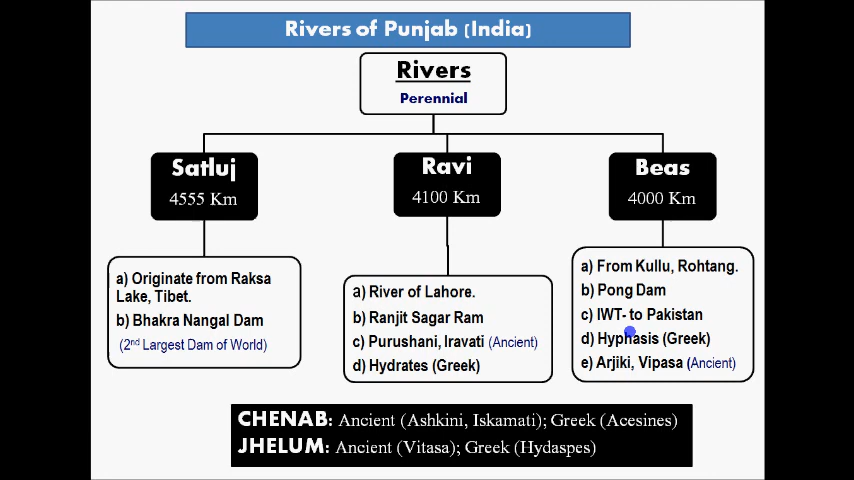 Rivers of Punjab (India)
Rivers
Perennial
Satluj
4555 Km
a) Originate from Raksa
Lake, Tibet.
b) Bhakra Nangal Dam
(2nd Largest Dam of World)
Ravi
4100 Km
a) River of Lahore.
b) Ranjit Sagar Ram
c) Purushani, Iravati (Ancient)
d) Hydrates (Greek)
Beas
4000 Km
a) From Kullu, Rohtang.
b) Pong Dam
c) IWT- to Pakistan
d) Hyphasis (Greek)
e) Arjiki, Vipasa (Ancient)
CHENAB: Ancient (Ashkini, Iskamati); Greek (Acesines)
JHELUM: Ancient (Vitasa); Greek (Hydaspes)